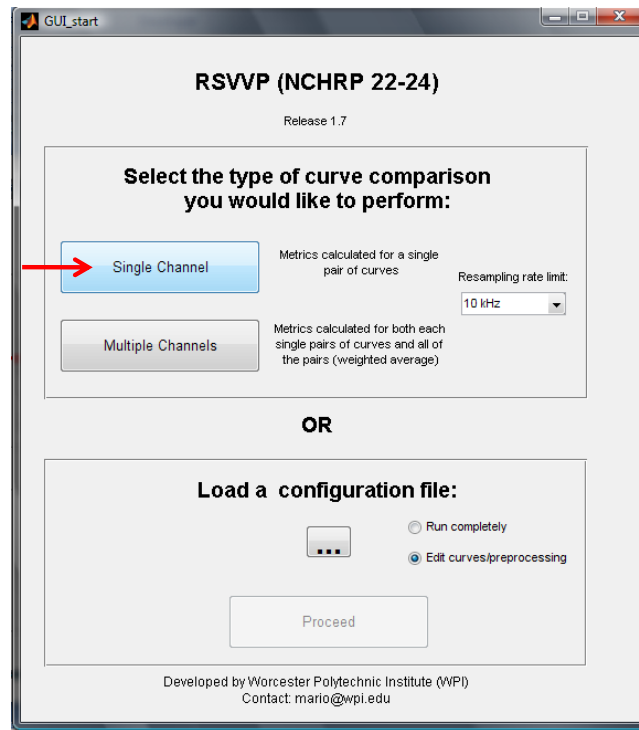 GUI_start
RSVVP (NCHRP 22-24)
Release 1.7
Select the type of curve comparison
you would like to perform:
Single Channel
Metrics calculated for a single
pair of curves
Resampling rate limit:
10 kHz
Multiple Channels
Metrics calculated for both each
single pairs of curves and all of
the pairs (weighted average)
OR
Load a configuration file:
...
Run completely
Edit curves/preprocessing
Proceed
Developed by Worcester Polytechnic Institute (WPI)
Contact: mario@wpi.edu